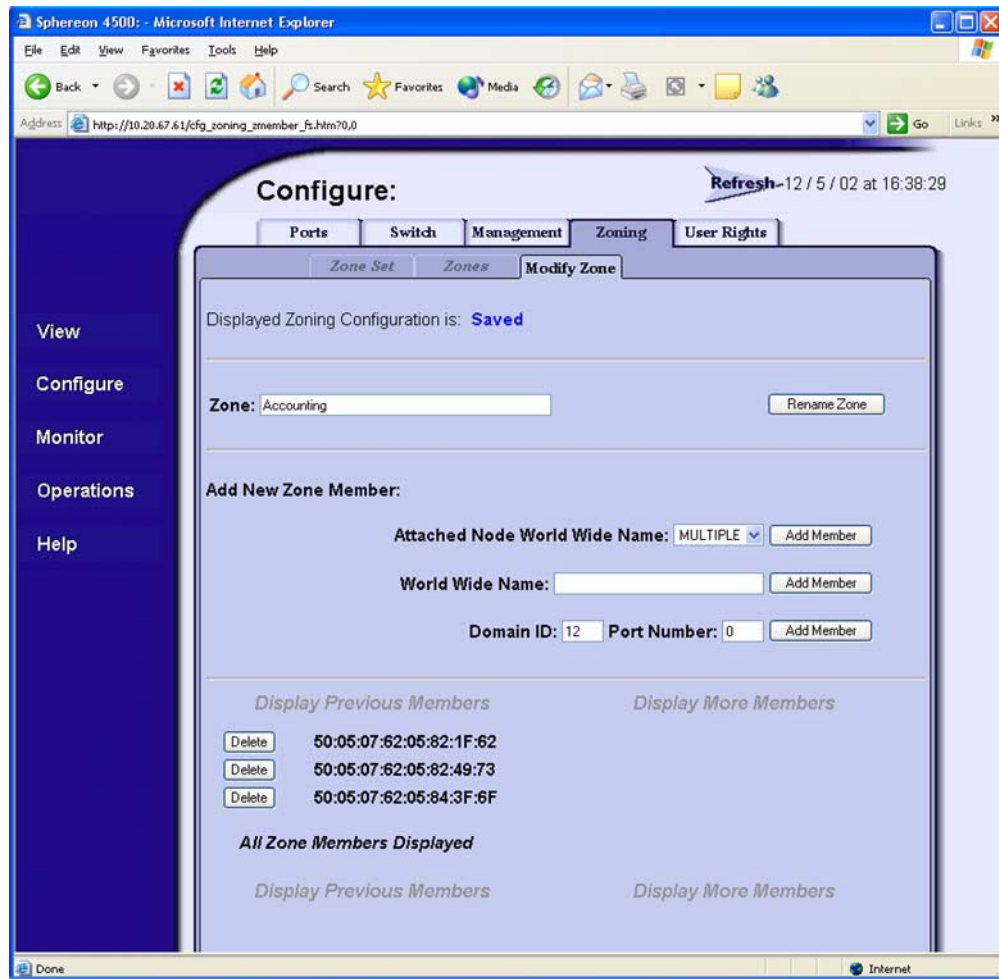 Sphereon 4500: - Microsoft Internet Explorer
File Edit View Favorites Tools Help
Back Search Favorites Media
Address http://10.20.67.61/cfg_zoning_zmember_fs.htm?0,0 Go Links »
Configure: Refresh-12 / 5 / 02 at 16:38:29
Ports Switch Management Zoning User Rights
Zone Set Zones Modify Zone
Displayed Zoning Configuration is: Saved
View
Configure
Zone: Accounting Rename Zone
Monitor
Operations
Add New Zone Member:
Help
Attached Node World Wide Name: MULTIPLE Add Member
World Wide Name: Add Member
Domain ID: 12 Port Number: 0 Add Member
Display Previous Members Display More Members
Delete 50:05:07:62:05:82:1F:62
Delete 50:05:07:62:05:82:49:73
Delete 50:05:07:62:05:84:3F:6F
All Zone Members Displayed
Display Previous Members Display More Members
Done Internet